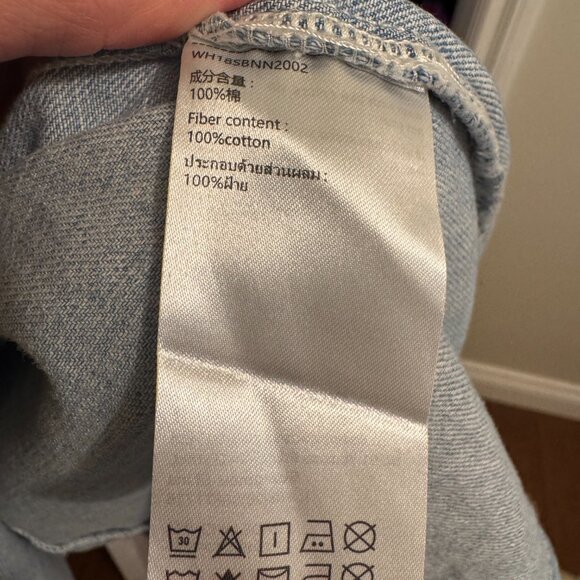 WH18SBNN2002
成分含量：
100%棉
Fiber content :
100%cotton
ประกอบด้วยส่วนผสม :
100%ฝ้าย
30